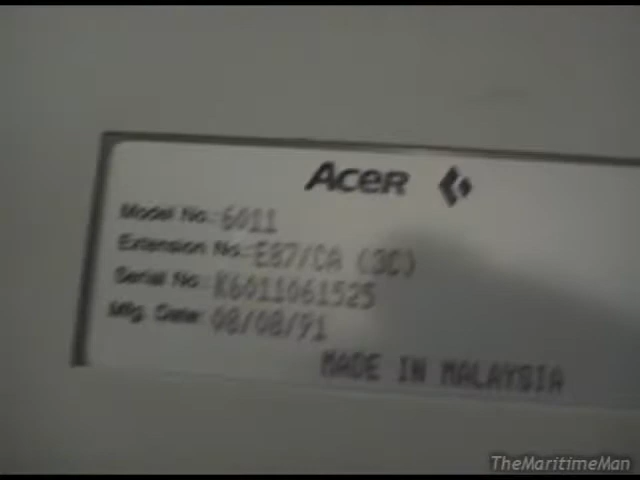 ACER
Model No.: 6011
Extension No.: E87/CA (3C)
Serial No.: K6011061525
Mfg. Date: 08/08/91
MADE IN MALAYSIA
TheMaritimeMan